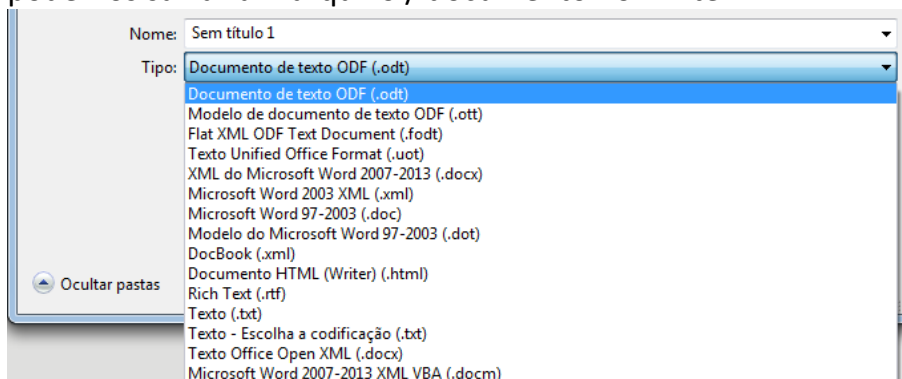 Nome: Sem título 1
Tipo: Documento de texto ODF (.odt)
Documento de texto ODF (.odt)
Modelo de documento de texto ODF (.ott)
Flat XML ODF Text Document (.fodt)
Texto Unified Office Format (.uot)
XML do Microsoft Word 2007-2013 (.docx)
Microsoft Word 2003 XML (.xml)
Microsoft Word 97-2003 (.doc)
Modelo do Microsoft Word 97-2003 (.dot)
DocBook (.xml)
Documento HTML (Writer) (.html)
Ocultar pastas
Rich Text (.rtf)
Texto (.txt)
Texto - Escolha a codificação (.txt)
Texto Office Open XML (.docx)
Microsoft Word 2007-2013 XML VBA (.docm)